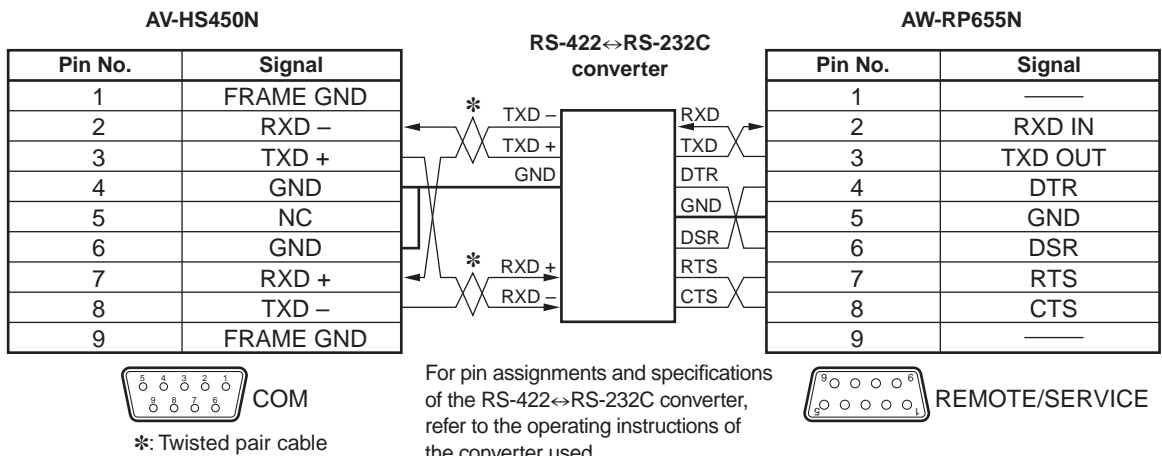 AV-HS450N
AW-RP655N
RS-422↔RS-232C
converter
Pin No. Signal
1 FRAME GND
2 RXD –
3 TXD +
4 GND
5 NC
6 GND
7 RXD +
8 TXD –
9 FRAME GND
✽
TXD –
TXD +
GND
✽
RXD +
RXD –
RXD
TXD
DTR
GND
DSR
RTS
CTS
Pin No. Signal
1 ——
2 RXD IN
3 TXD OUT
4 DTR
5 GND
6 DSR
7 RTS
8 CTS
9 ——
5 4 3 2 1
9 8 7 6
COM
✽: Twisted pair cable
For pin assignments and specifications
of the RS-422↔RS-232C converter,
refer to the operating instructions of
the converter used.
9 6
5 1
REMOTE/SERVICE